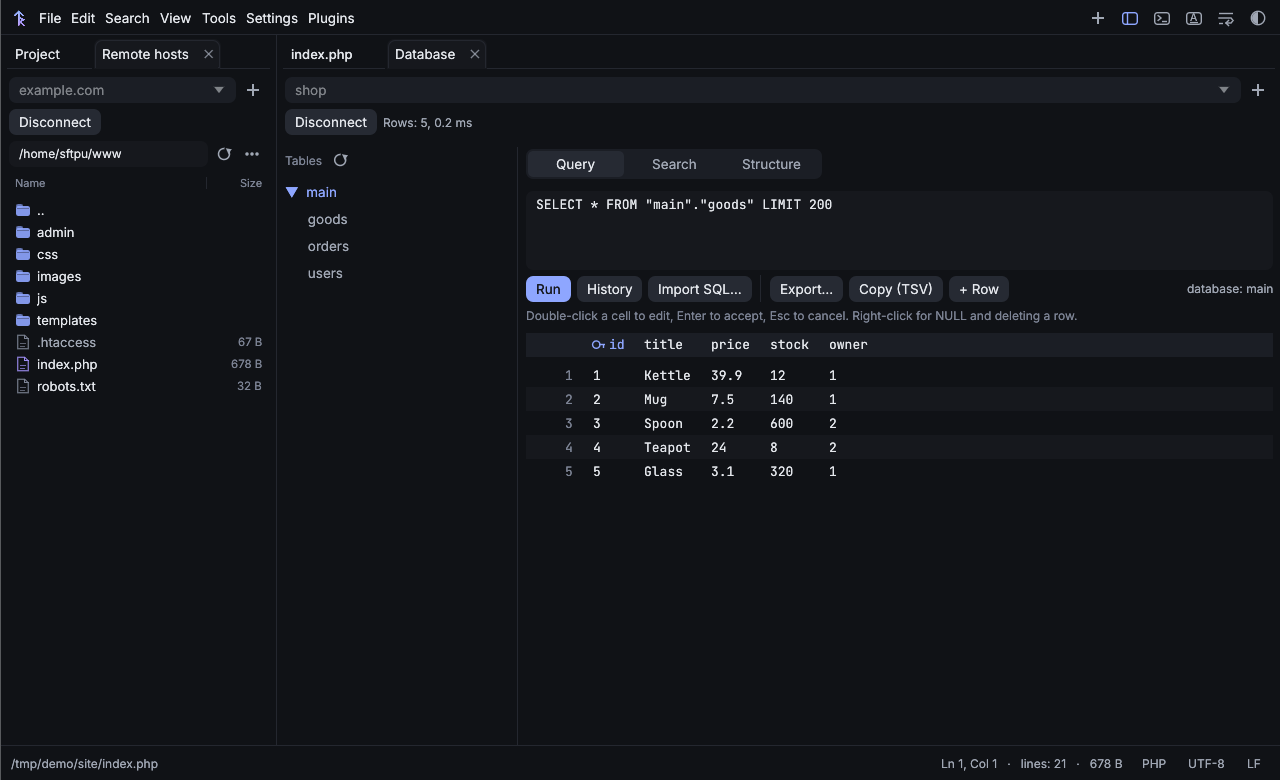 File Edit Search View Tools Settings Plugins
Project Remote hosts
index.php Database
example.com
shop
Disconnect
Disconnect Rows: 5, 0.2 ms
/home/sftpu/www
Name Size
..
admin
css
images
js
templates
.htaccess 67 B
index.php 678 B
robots.txt 32 B
Tables
main
goods
orders
users
Query Search Structure
SELECT * FROM "main"."goods" LIMIT 200
Run History Import SQL... Export... Copy (TSV) + Row database: main
Double-click a cell to edit, Enter to accept, Esc to cancel. Right-click for NULL and deleting a row.
id title price stock owner
1 1 Kettle 39.9 12 1
2 2 Mug 7.5 140 1
3 3 Spoon 2.2 600 2
4 4 Teapot 24 8 2
5 5 Glass 3.1 320 1
/tmp/demo/site/index.php Ln 1, Col 1 · lines: 21 · 678 B PHP UTF-8 LF